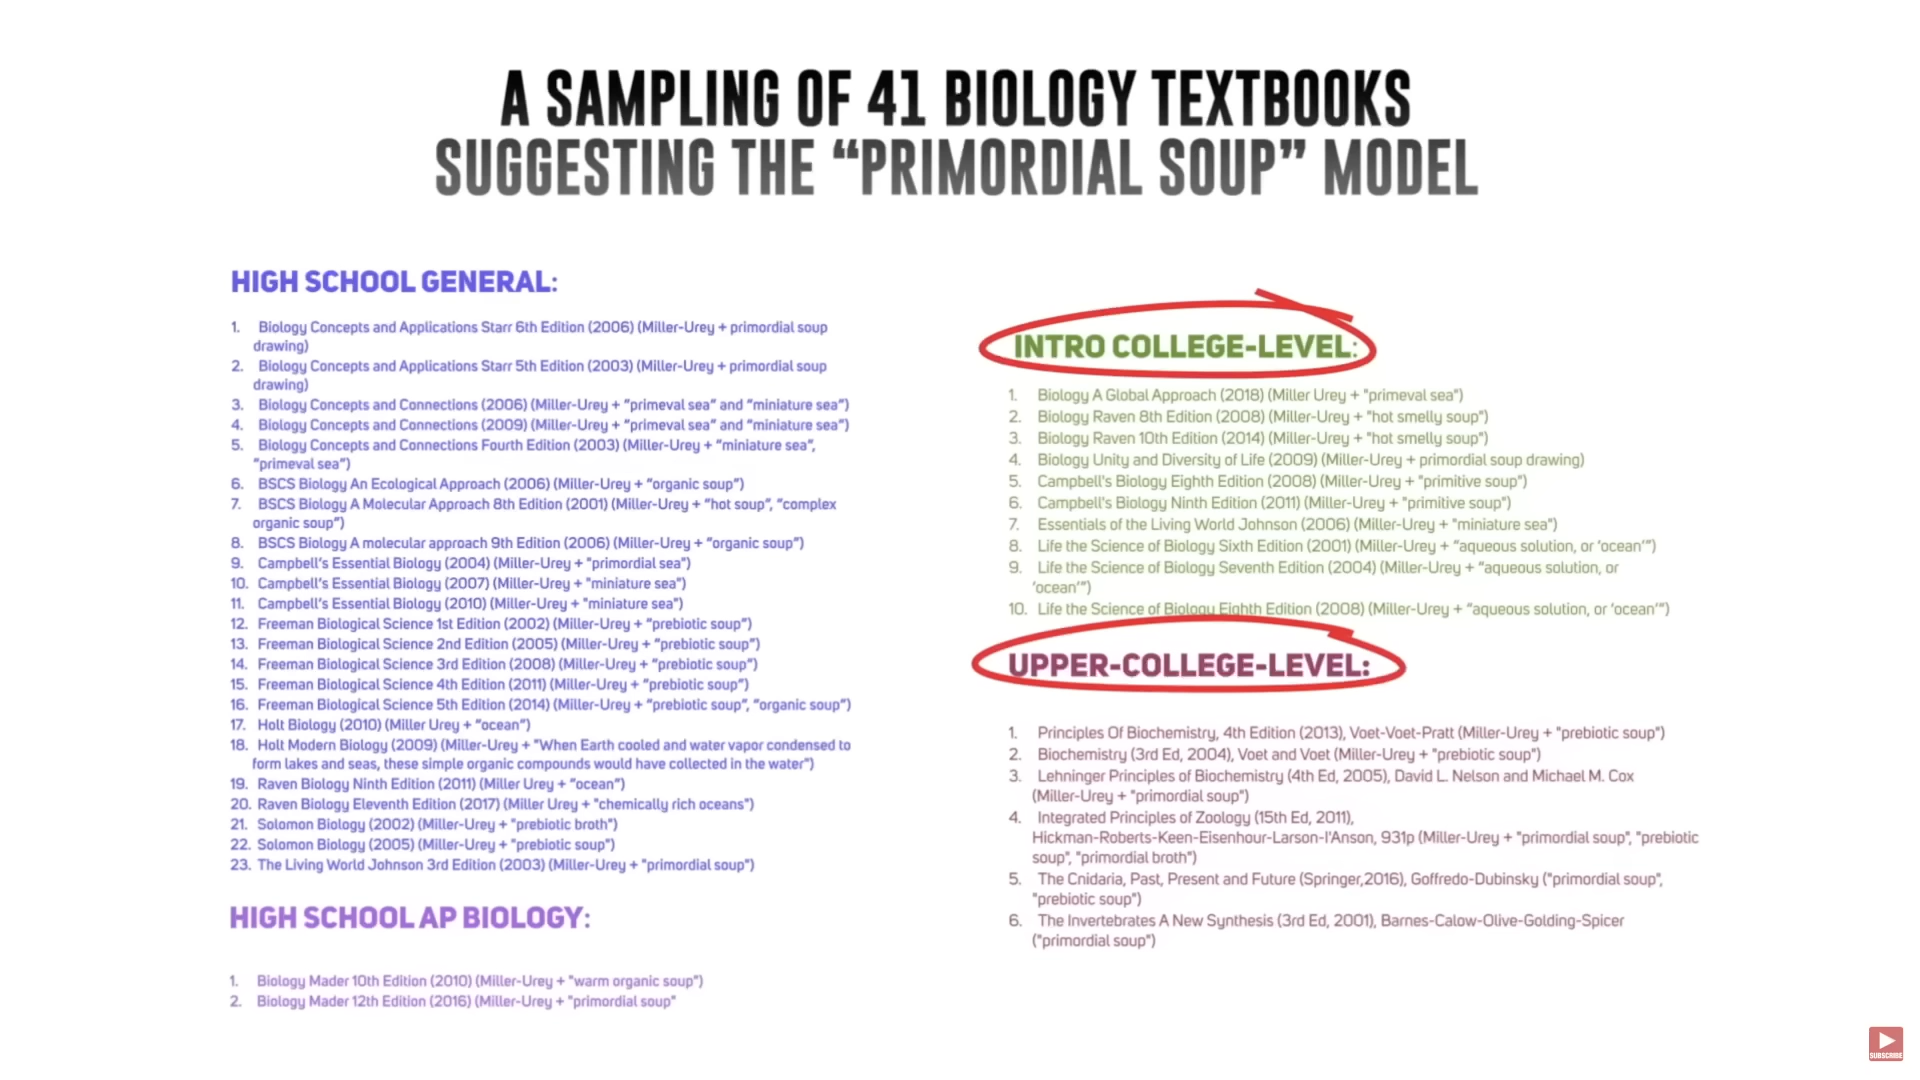 A SAMPLING OF 41 BIOLOGY TEXTBOOKS
SUGGESTING THE “PRIMORDIAL SOUP” MODEL
HIGH SCHOOL GENERAL:
1. Biology Concepts and Applications Starr 6th Edition (2006) (Miller-Urey + primordial soup
drawing)
2. Biology Concepts and Applications Starr 5th Edition (2003) (Miller-Urey + primordial soup
drawing)
3. Biology Concepts and Connections (2006) (Miller-Urey + “primeval sea” and “miniature sea”)
4. Biology Concepts and Connections (2009) (Miller-Urey + “primeval sea” and “miniature sea”)
5. Biology Concepts and Connections Fourth Edition (2003) (Miller-Urey + “miniature sea”,
“primeval sea”)
6. BSCS Biology An Ecological Approach (2006) (Miller-Urey + “organic soup”)
7. BSCS Biology A Molecular Approach 8th Edition (2001) (Miller-Urey + “hot soup”, “complex
organic soup”)
8. BSCS Biology A molecular approach 9th Edition (2006) (Miller-Urey + “organic soup”)
9. Campbell’s Essential Biology (2004) (Miller-Urey + "primordial sea")
10. Campbell’s Essential Biology (2007) (Miller-Urey + "miniature sea")
11. Campbell’s Essential Biology (2010) (Miller-Urey + "miniature sea")
12. Freeman Biological Science 1st Edition (2002) (Miller-Urey + “prebiotic soup”)
13. Freeman Biological Science 2nd Edition (2005) (Miller-Urey + “prebiotic soup”)
14. Freeman Biological Science 3rd Edition (2008) (Miller-Urey + “prebiotic soup”)
15. Freeman Biological Science 4th Edition (2011) (Miller-Urey + “prebiotic soup”)
16. Freeman Biological Science 5th Edition (2014) (Miller-Urey + “prebiotic soup”, “organic soup”)
17. Holt Biology (2010) (Miller Urey + “ocean”)
18. Holt Modern Biology (2009) (Miller-Urey + "When Earth cooled and water vapor condensed to
form lakes and seas, these simple organic compounds would have collected in the water")
19. Raven Biology Ninth Edition (2011) (Miller Urey + “ocean”)
20. Raven Biology Eleventh Edition (2017) (Miller Urey + "chemically rich oceans")
21. Solomon Biology (2002) (Miller-Urey + "prebiotic broth")
22. Solomon Biology (2005) (Miller-Urey + "prebiotic soup")
23. The Living World Johnson 3rd Edition (2003) (Miller-Urey + "primordial soup")
HIGH SCHOOL AP BIOLOGY:
1. Biology Mader 10th Edition (2010) (Miller-Urey + "warm organic soup")
2. Biology Mader 12th Edition (2016) (Miller-Urey + "primordial soup"
INTRO COLLEGE-LEVEL:
1. Biology A Global Approach (2018) (Miller Urey + "primeval sea")
2. Biology Raven 8th Edition (2008) (Miller-Urey + "hot smelly soup")
3. Biology Raven 10th Edition (2014) (Miller-Urey + "hot smelly soup")
4. Biology Unity and Diversity of Life (2009) (Miller-Urey + primordial soup drawing)
5. Campbell's Biology Eighth Edition (2008) (Miller-Urey + "primitive soup")
6. Campbell's Biology Ninth Edition (2011) (Miller-Urey + "primitive soup")
7. Essentials of the Living World Johnson (2006) (Miller-Urey + "miniature sea")
8. Life the Science of Biology Sixth Edition (2001) (Miller-Urey + “aqueous solution, or ‘ocean’”)
9. Life the Science of Biology Seventh Edition (2004) (Miller-Urey + “aqueous solution, or
‘ocean’”)
10. Life the Science of Biology Eighth Edition (2008) (Miller-Urey + “aqueous solution, or ‘ocean’”)
UPPER-COLLEGE-LEVEL:
1. Principles Of Biochemistry, 4th Edition (2013), Voet-Voet-Pratt (Miller-Urey + "prebiotic soup")
2. Biochemistry (3rd Ed, 2004), Voet and Voet (Miller-Urey + "prebiotic soup")
3. Lehninger Principles of Biochemistry (4th Ed, 2005), David L. Nelson and Michael M. Cox
(Miller-Urey + "primordial soup")
4. Integrated Principles of Zoology (15th Ed, 2011),
Hickman-Roberts-Keen-Eisenhour-Larson-I'Anson, 931p (Miller-Urey + "primordial soup", "prebiotic
soup", "primordial broth")
5. The Cnidaria, Past, Present and Future (Springer,2016), Goffredo-Dubinsky ("primordial soup",
"prebiotic soup")
6. The Invertebrates A New Synthesis (3rd Ed, 2001), Barnes-Calow-Olive-Golding-Spicer
("primordial soup")
SUBSCRIBE